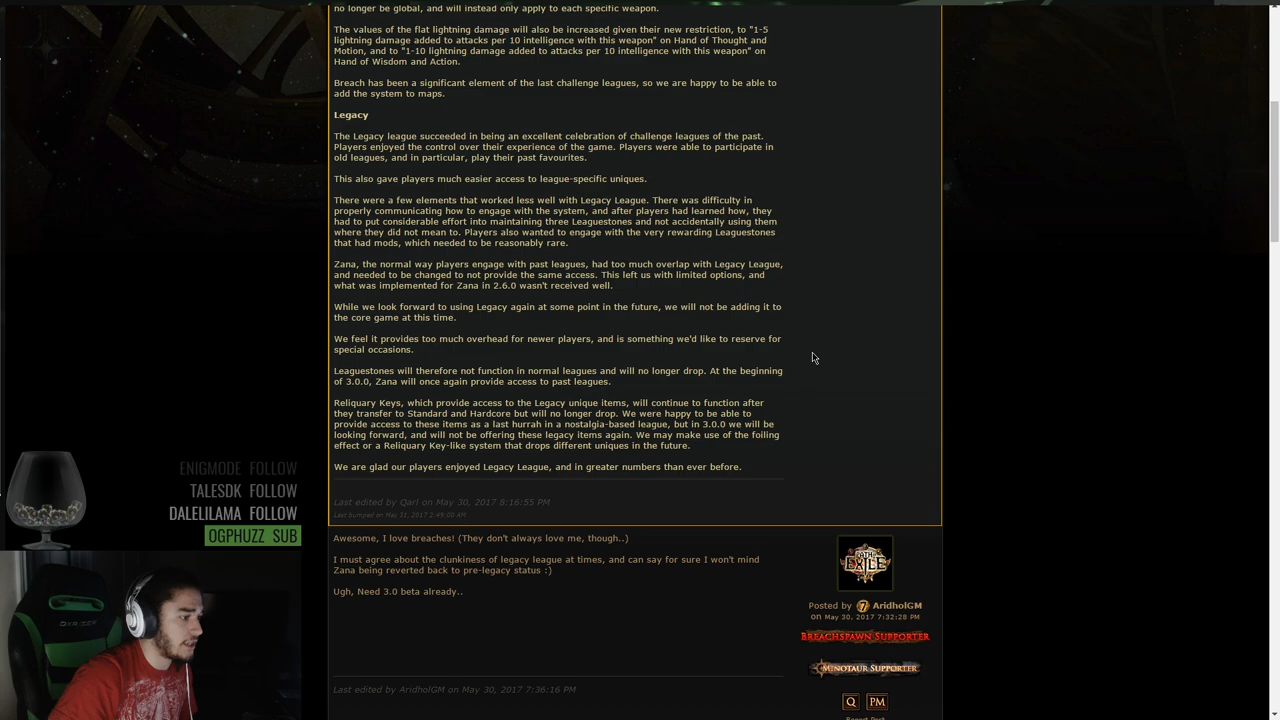 no longer be global, and will instead only apply to each specific weapon.
The values of the flat lightning damage will also be increased given their new restriction, to "1-5
lightning damage added to attacks per 10 intelligence with this weapon" on Hand of Thought and
Motion, and to "1-10 lightning damage added to attacks per 10 intelligence with this weapon" on
Hand of Wisdom and Action.
Breach has been a significant element of the last challenge leagues, so we are happy to be able to
add the system to maps.
Legacy
The Legacy league succeeded in being an excellent celebration of challenge leagues of the past.
Players enjoyed the control over their experience of the game. Players were able to participate in
old leagues, and in particular, play their past favourites.
This also gave players much easier access to league-specific uniques.
There were a few elements that worked less well with Legacy League. There was difficulty in
properly communicating how to engage with the system, and after players had learned how, they
had to put considerable effort into maintaining three Leaguestones and not accidentally using them
where they did not mean to. Players also wanted to engage with the very rewarding Leaguestones
that had mods, which needed to be reasonably rare.
Zana, the normal way players engage with past leagues, had too much overlap with Legacy League,
and needed to be changed to not provide the same access. This left us with limited options, and
what was implemented for Zana in 2.6.0 wasn't received well.
While we look forward to using Legacy again at some point in the future, we will not be adding it to
the core game at this time.
We feel it provides too much overhead for newer players, and is something we'd like to reserve for
special occasions.
Leaguestones will therefore not function in normal leagues and will no longer drop. At the beginning
of 3.0.0, Zana will once again provide access to past leagues.
Reliquary Keys, which provide access to the Legacy unique items, will continue to function after
they transfer to Standard and Hardcore but will no longer drop. We were happy to be able to
provide access to these items as a last hurrah in a nostalgia-based league, but in 3.0.0 we will be
looking forward, and will not be offering these legacy items again. We may make use of the foiling
effect or a Reliquary Key-like system that drops different uniques in the future.
We are glad our players enjoyed Legacy League, and in greater numbers than ever before.
Last edited by Qarl on May 30, 2017 8:16:55 PM
Last bumped on May 31, 2017 2:49:00 AM
Awesome, I love breaches! (They don't always love me, though..)
I must agree about the clunkiness of legacy league at times, and can say for sure I won't mind
Zana being reverted back to pre-legacy status :)
Ugh, Need 3.0 beta already..
Last edited by AridholGM on May 30, 2017 7:36:16 PM
EXILE
Posted by 7 AridholGM
on May 30, 2017 7:32:28 PM
BREACHSPAWN SUPPORTER
MINOTAUR SUPPORTER
Q PM
Report Post
ENIGMODE FOLLOW
TALESDK FOLLOW
DALELILAMA FOLLOW
OGPHUZZ SUB